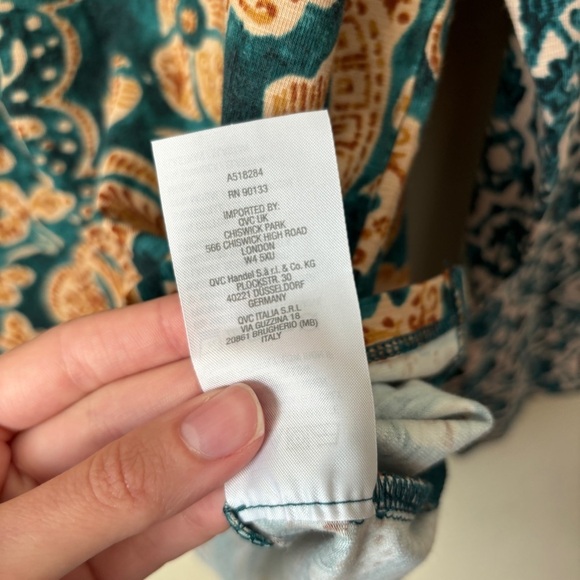 A518284
RN 90133
IMPORTED BY:
QVC UK
CHISWICK PARK
566 CHISWICK HIGH ROAD
LONDON
W4 5XU
QVC Handel S.à r.l. & Co. KG
PLOCKSTR. 30
40221 DÜSSELDORF
GERMANY
QVC ITALIA S.R.L
VIA GUZZINA 18
20861 BRUGHERIO (MB)
ITALY